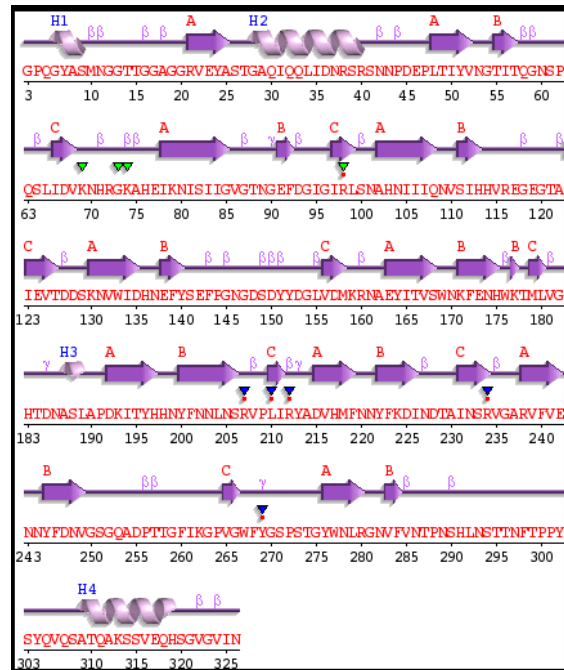 H1 ββ β β A H2 β β A B ββ
GPQGYASMNGGTTGGAGGRVEYASTGAQIQQLIDNRSRSNNPDEPLTIYVNGTITQGNSP
3 10 15 20 25 30 35 40 45 50 55 60
β C β ββ A β γ B β C β A B β β
QSLIDVKNHRGKAHEIKNISIIGVGTNGEFDGIGIRLSNAHNIIIQNVSIHHVREGEGTA
63 70 75 80 85 90 95 100 105 110 115 120
C β A β B β β βββ β C β A B β B C β
IEVTDDSKNVWIDHNEFYSEFPGNGDSDYYDGLVDMKRNAEYITVSWNKFENHWKTMLVG
123 130 135 140 145 150 155 160 165 170 175 180
γ H3 A B β C β γ A B β C β A
HTDNASLAPDKITYHHNYFNNLNSRVPLIRYADVHMFNNYFKDINDTAINSRVGARVFVE
183 190 195 200 205 210 215 220 225 230 235 240
B ββ C γ A B β β
NNYFDNVGSGQADPTTGFIKGPVGWFYGSPSTGYWNLRGNVFVNTPNSHLNSTTNFTPPY
243 250 255 260 265 270 275 280 285 290 295 300
H4 β β
SYQVQSATQAKSSVEQHSGVGVIN
303 310 315 320 325